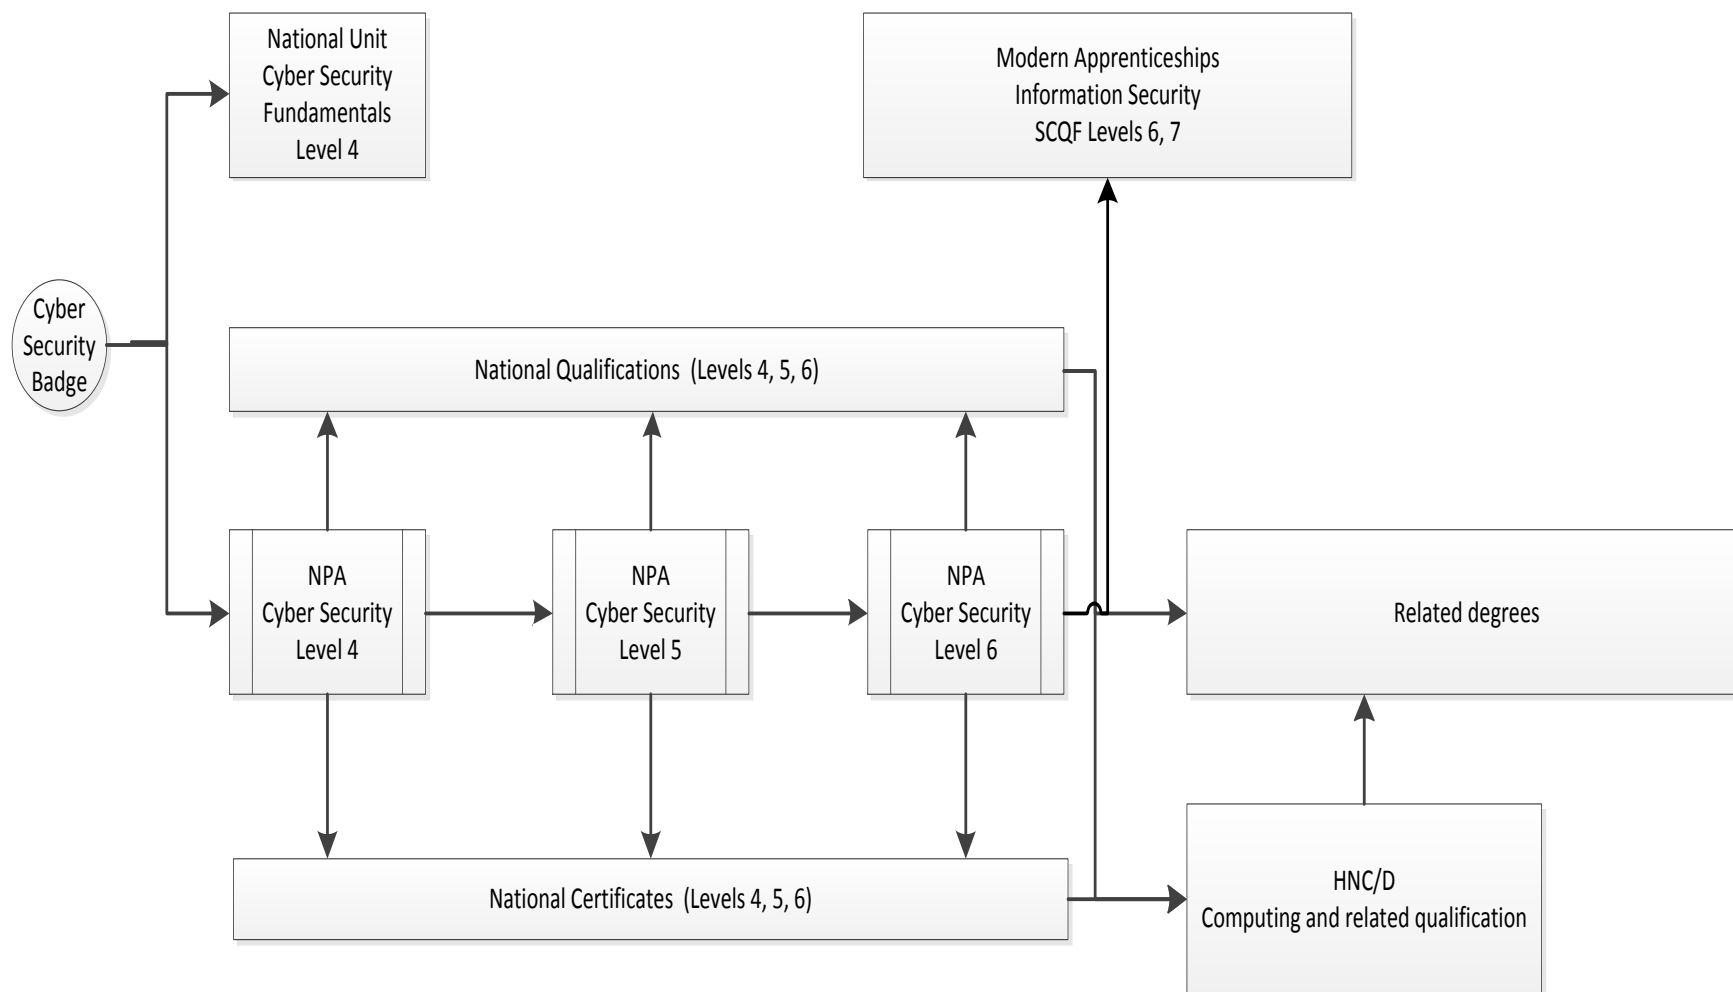 National Unit
Cyber Security
Fundamentals
Level 4
Modern Apprenticeships
Information Security
SCQF Levels 6, 7
Cyber
Security
Badge
National Qualifications  (Levels 4, 5, 6)
NPA
Cyber Security
Level 4
NPA
Cyber Security
Level 5
NPA
Cyber Security
Level 6
Related degrees
National Certificates  (Levels 4, 5, 6)
HNC/D
Computing and related qualification